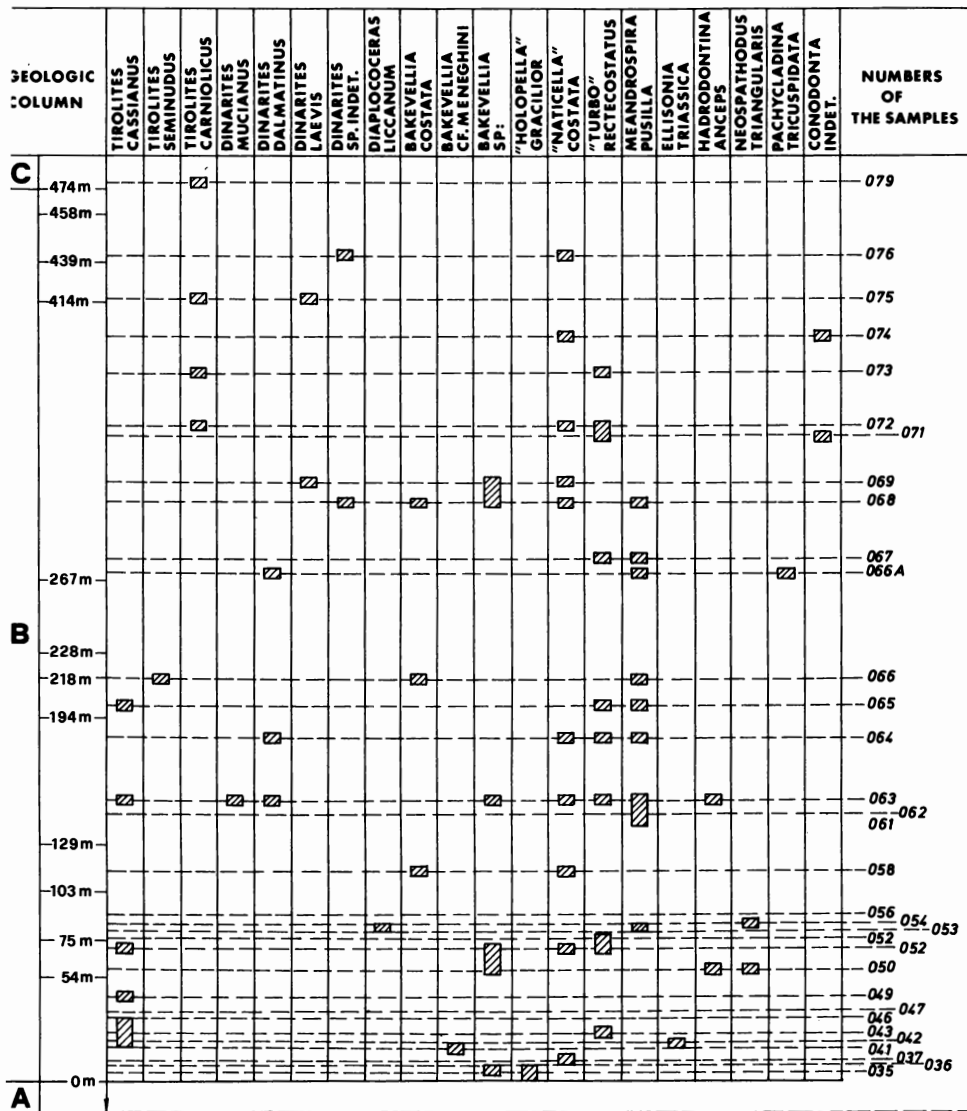 GEOLOGIC
COLUMN
TIROLITES
CASSIANUS
TIROLITES
SEMINUDUS
TIROLITES
CARNIOLICUS
DINARITES
MUCIANUS
DINARITES
DALMATINUS
DINARITES
LAEVIS
DINARITES
SP. INDET.
DIAPLOCOCERAS
LICCANUM
BAKEVELLIA
COSTATA
BAKEVELLIA
CF. MENEGHINI
BAKEVELLIA
SP:
"HOLOPELLA"
GRACILIOR
"NATICELLA"
COSTATA
"TURBO"
RECTECOSTATUS
MEANDROSPIRA
PUSILLA
ELLISONIA
TRIASSICA
HADRODONTINA
ANCEPS
NEOSPATHODUS
TRIANGULARIS
PACHYCLADINA
TRICUSPIDATA
CONODONTA
INDET.
NUMBERS
OF
THE SAMPLES
C
079
474m
458m
076
439m
075
414m
074
073
072
071
069
068
067
066A
267m
B
228m
218m
066
065
194m
064
063
062
061
129m
058
103m
056
054
053
052
75m
052
050
54m
049
047
046
043
042
041
037
036
035
0m
A